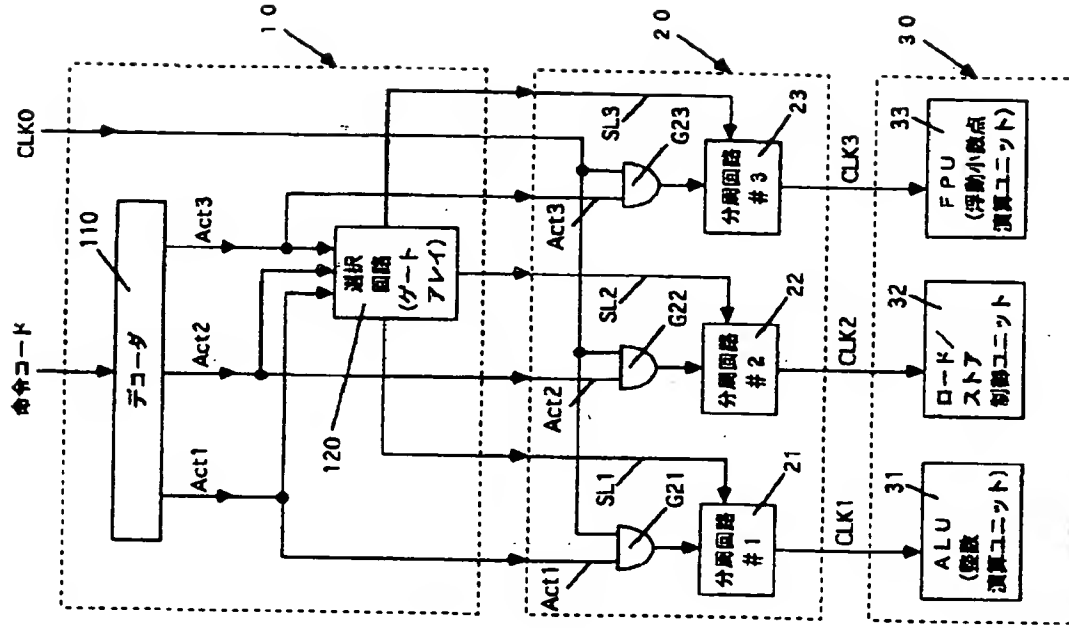 命令コード
CLK0
10
110
デコーダ
Act1
Act2
Act3
120
選択
回路
(ゲート
アレイ)
20
Act1
G21
SL1
Act2
G22
SL2
Act3
G23
SL3
21
分周回路
#1
22
分周回路
#2
23
分周回路
#3
CLK1
CLK2
CLK3
30
31
ALU
(整数
演算ユニット)
32
ロード/
ストア
制御ユニット
33
FPU
(浮動小数点
演算ユニット)